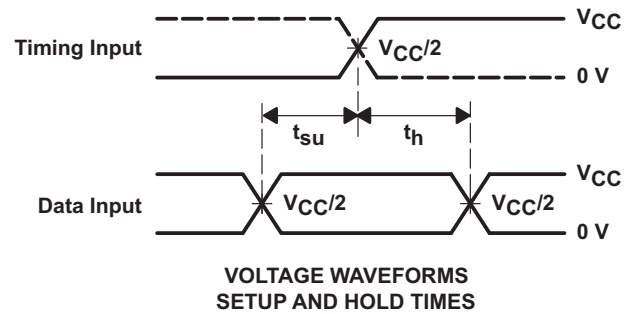 Timing Input
VCC
VCC/2
0 V
tsu
th
Data Input
VCC
VCC/2
VCC/2
0 V
VOLTAGE WAVEFORMS
SETUP AND HOLD TIMES